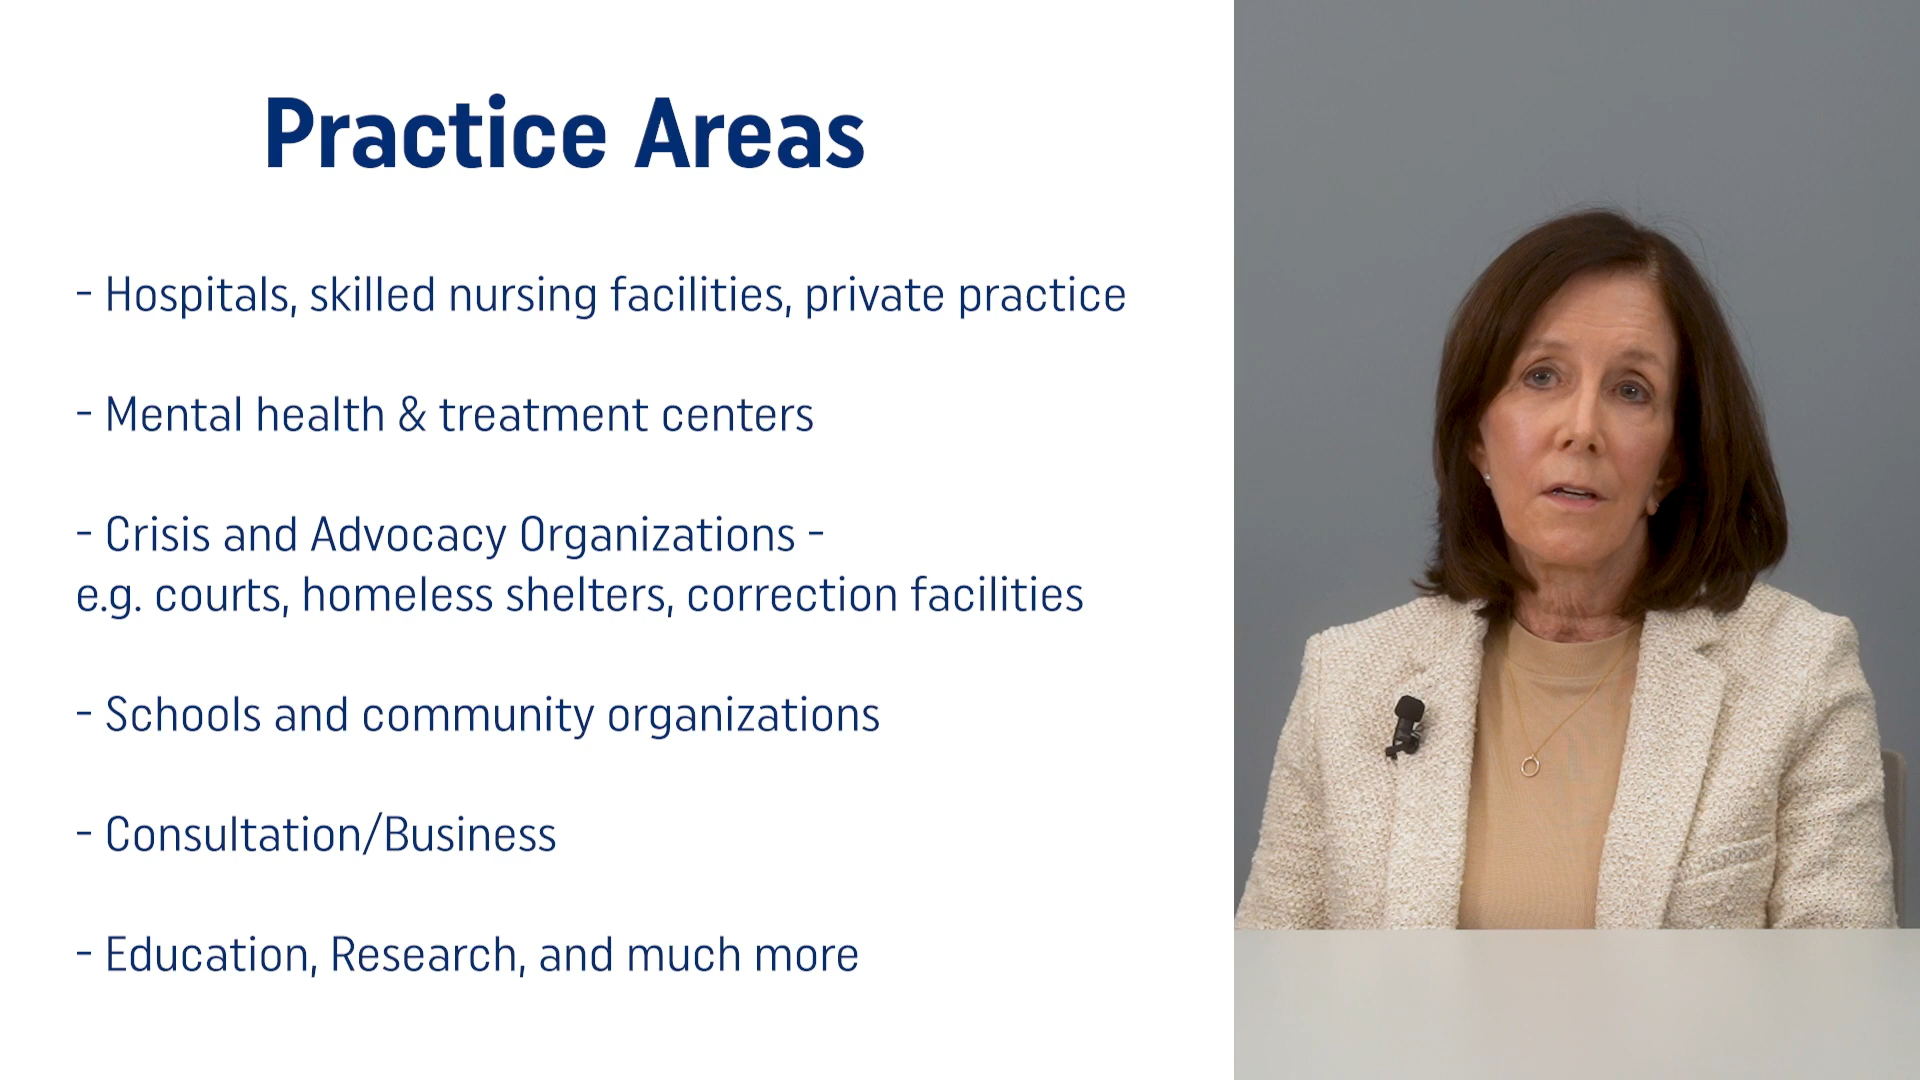 Practice Areas
- Hospitals, skilled nursing facilities, private practice
- Mental health & treatment centers
- Crisis and Advocacy Organizations -
e.g. courts, homeless shelters, correction facilities
- Schools and community organizations
- Consultation/Business
- Education, Research, and much more